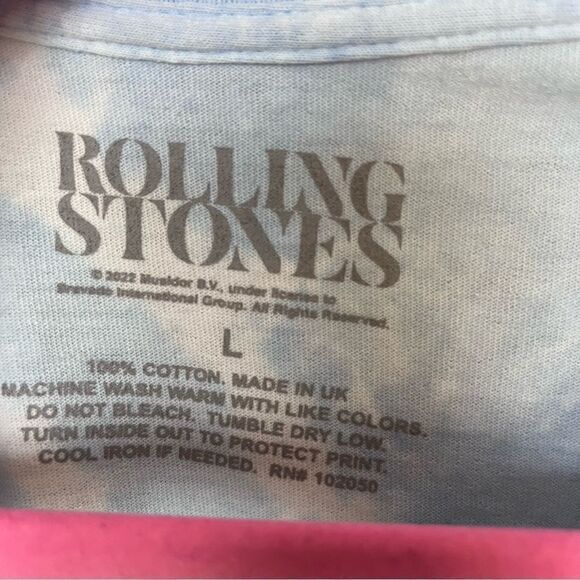 ROLLING
STONES
© 2022 Musidor B.V., under license to
Bravado International Group. All Rights Reserved.
L
100% COTTON. MADE IN UK
MACHINE WASH WARM WITH LIKE COLORS.
DO NOT BLEACH. TUMBLE DRY LOW.
TURN INSIDE OUT TO PROTECT PRINT.
COOL IRON IF NEEDED. RN# 102050